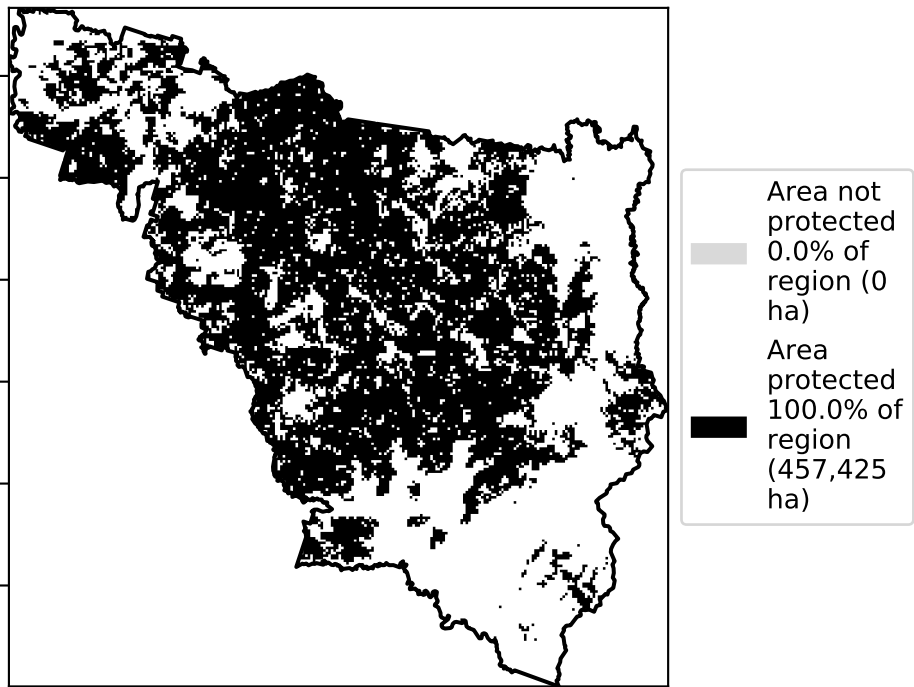 Area not
protected
0.0% of
region (0
ha)
Area
protected
100.0% of
region
(457,425
ha)